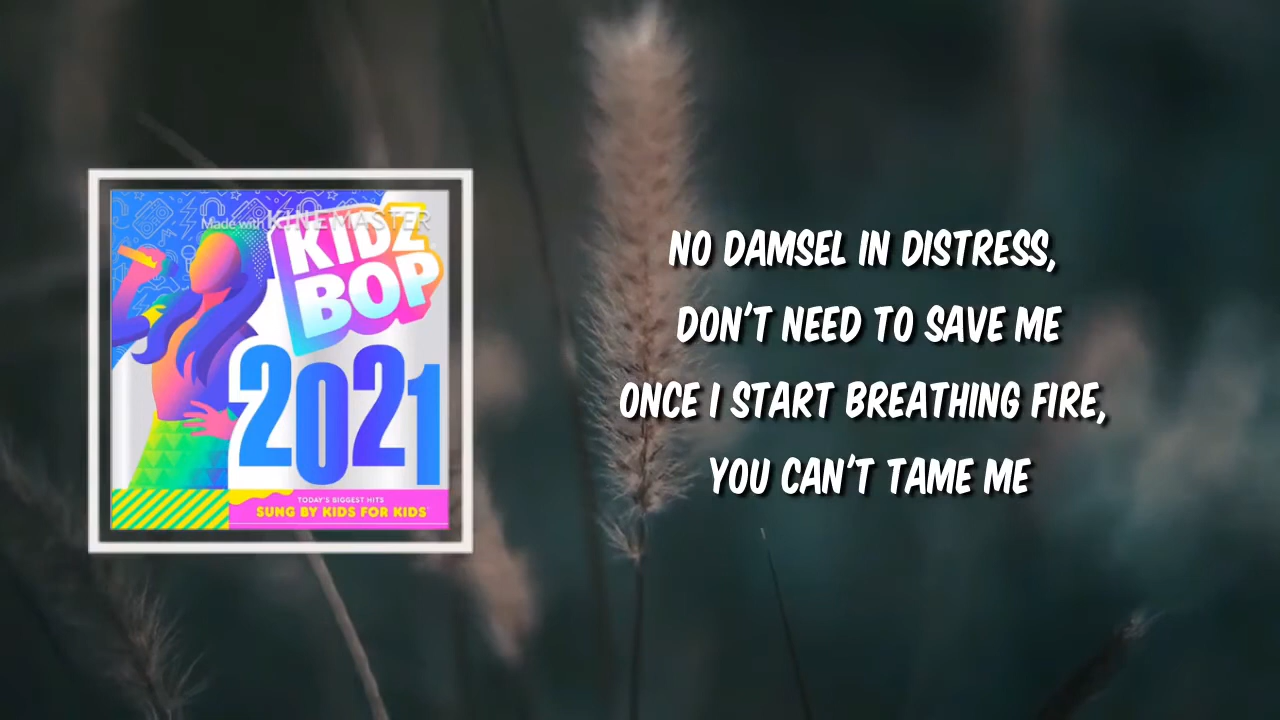 Made with KINEMASTER
KIDZ
BOP
2021
TODAY'S BIGGEST HITS
SUNG BY KIDS FOR KIDS
NO DAMSEL IN DISTRESS,
DON'T NEED TO SAVE ME
ONCE I START BREATHING FIRE,
YOU CAN'T TAME ME